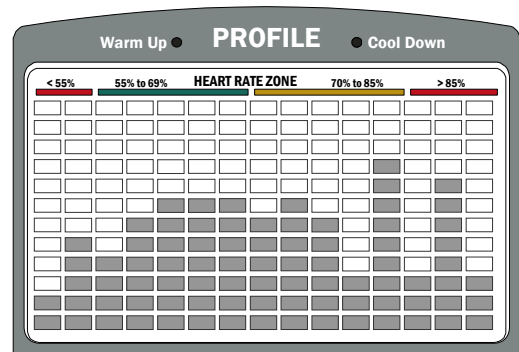 Warm Up PROFILE Cool Down
< 55% 55% to 69% HEART RATE ZONE 70% to 85% > 85%